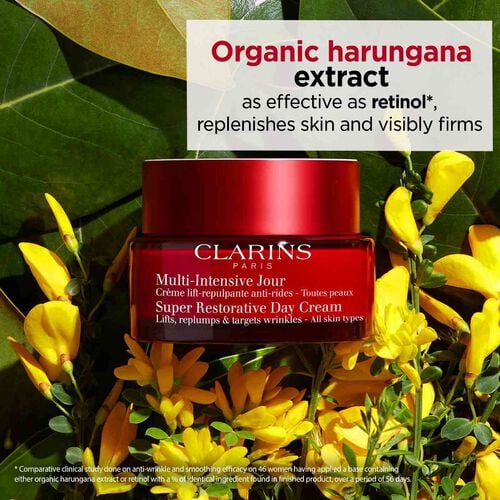 Organic harungana
extract
as effective as retinol*,
replenishes skin and visibly firms
CLARINS
PARIS
Multi-Intensive Jour
Crème lift-repulpante anti-rides - Toutes peaux
Super Restorative Day Cream
Lifts, replumps & targets wrinkles - All skin types
* Comparative clinical study done on anti-wrinkle and smoothing efficacy on 46 women having applied a base containing
either organic harungana extract or retinol with a % of identical ingredient found in finished product, over a period of 56 days.